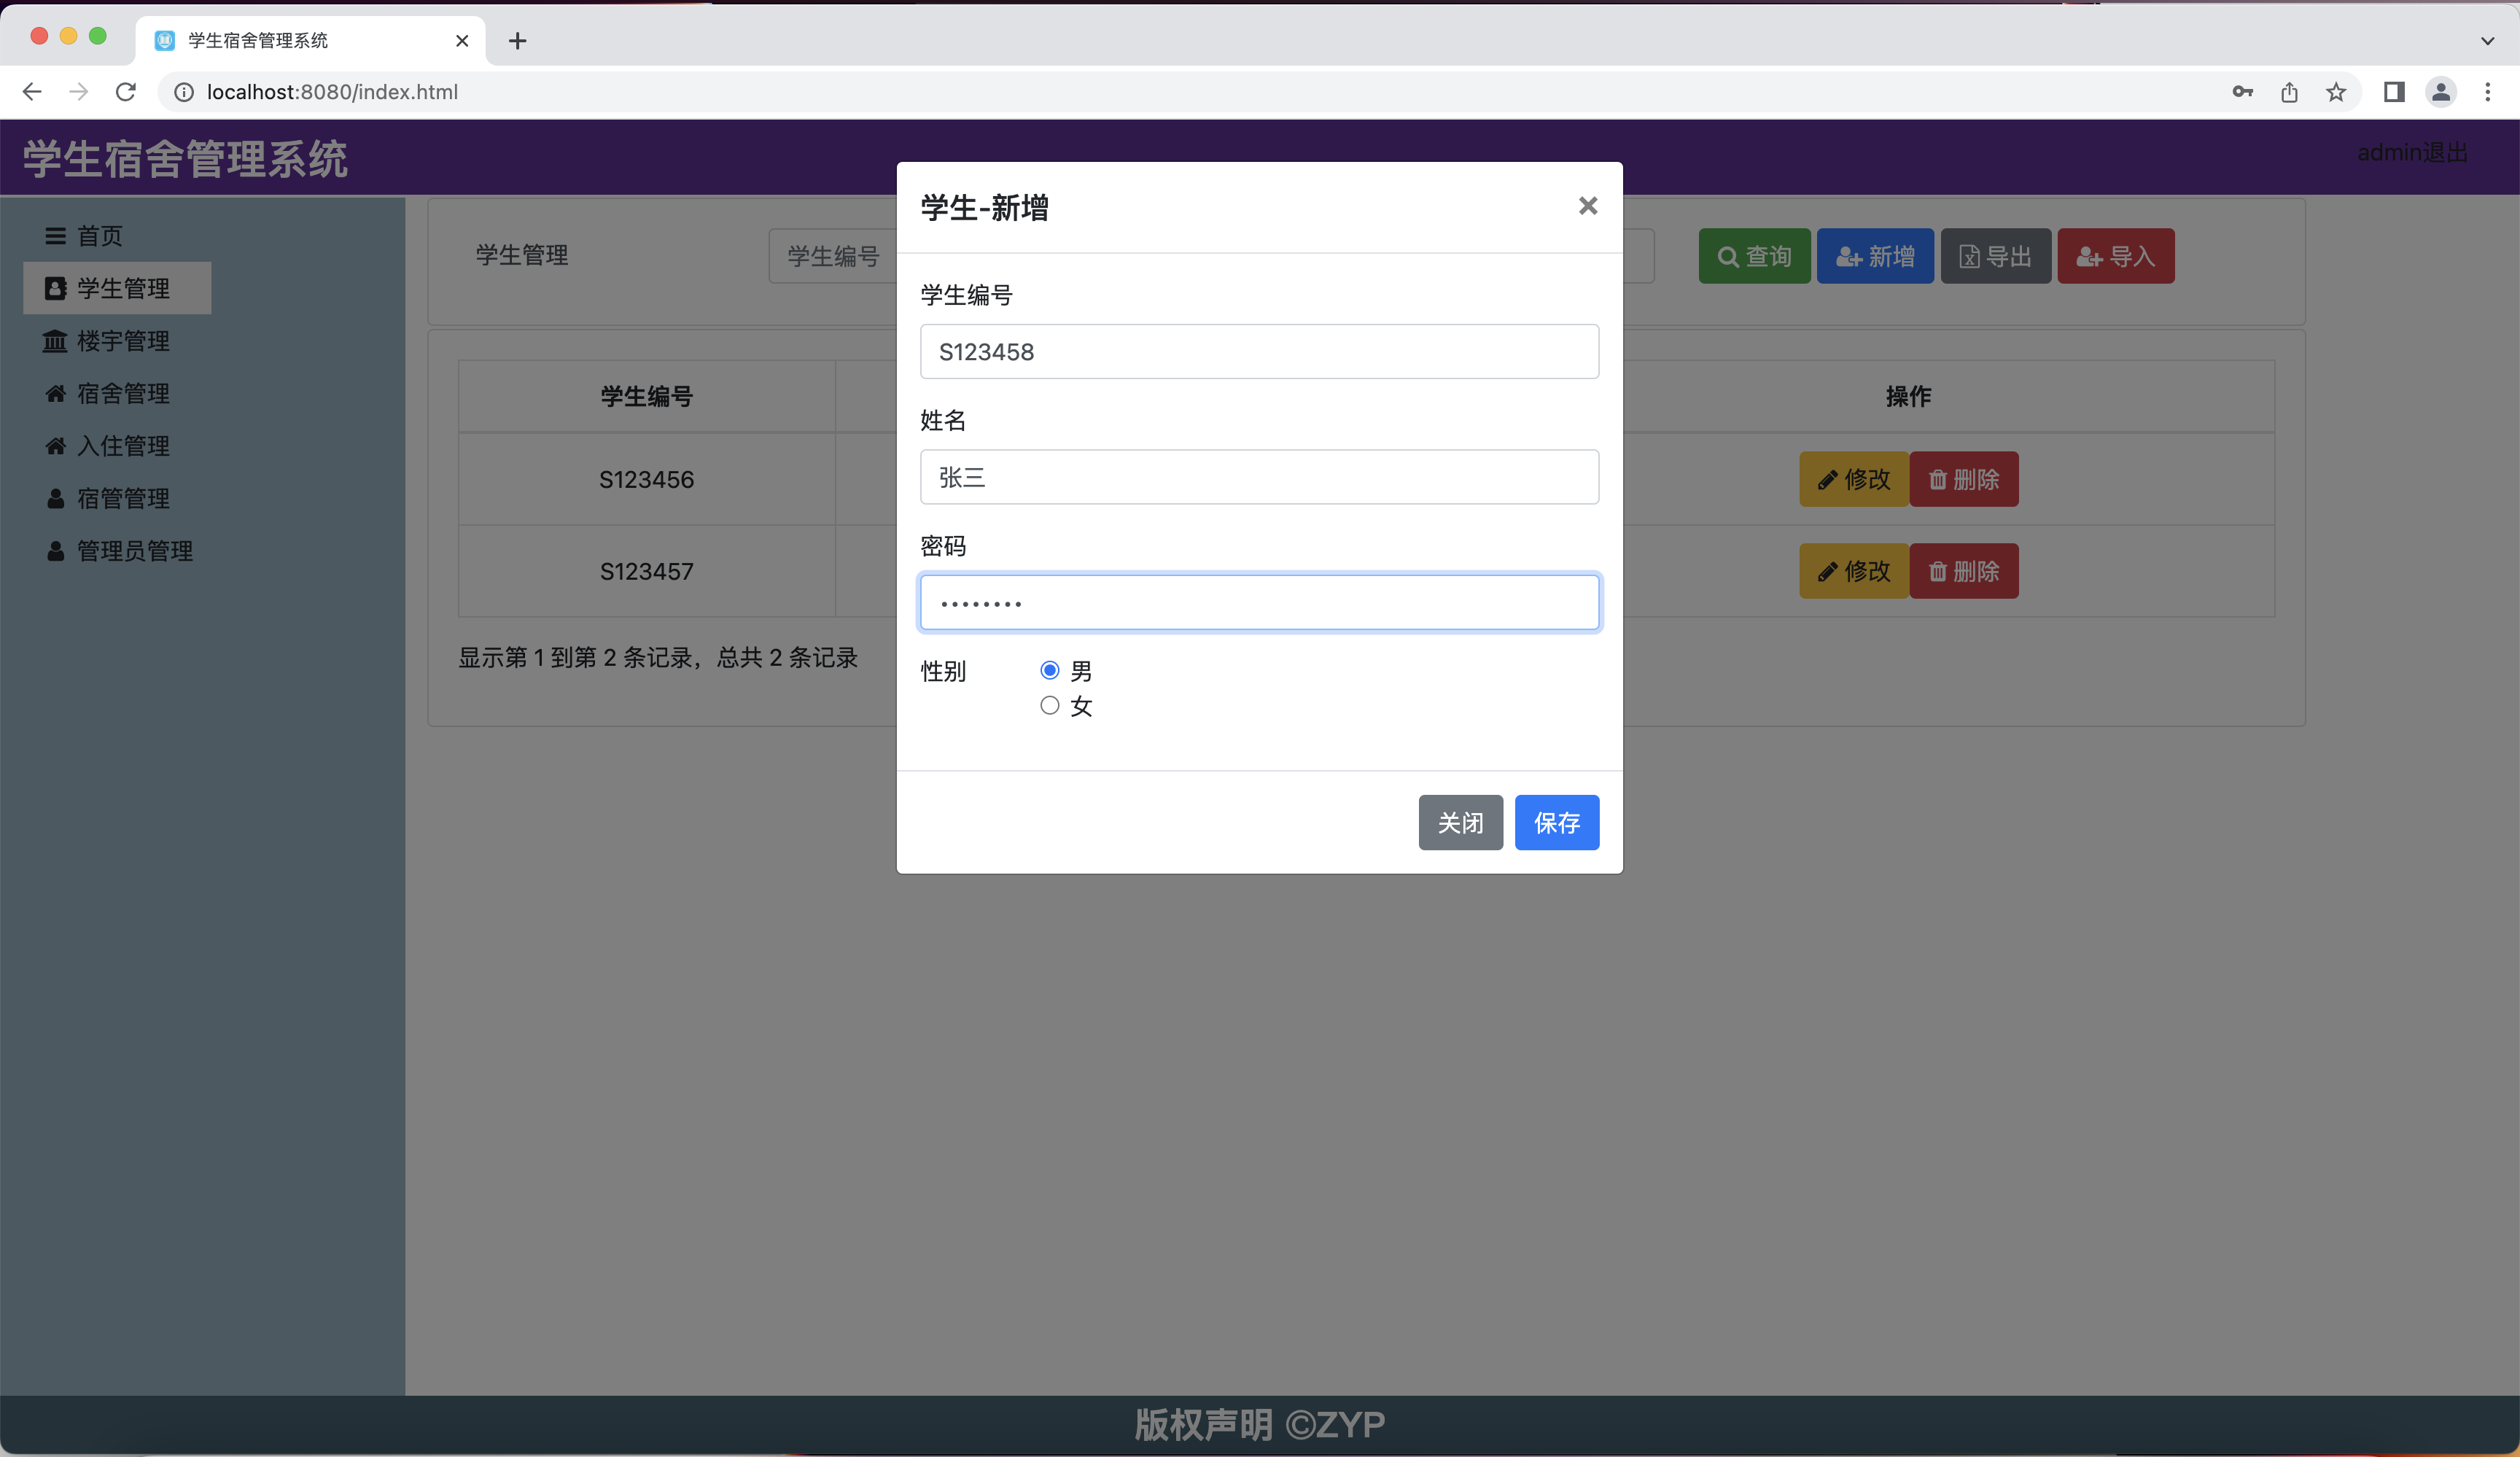 学生宿舍管理系统
localhost:8080/index.html
学生宿舍管理系统
admin退出
首页
学生管理
楼宇管理
宿舍管理
入住管理
宿管管理
管理员管理
学生管理
学生编号
查询
新增
导出
导入
学生编号
操作
S123456
修改
删除
S123457
修改
删除
显示第 1 到第 2 条记录，总共 2 条记录
学生-新增
学生编号
S123458
姓名
张三
密码
••••••••
性别
男
女
关闭
保存
版权声明 ©ZYP